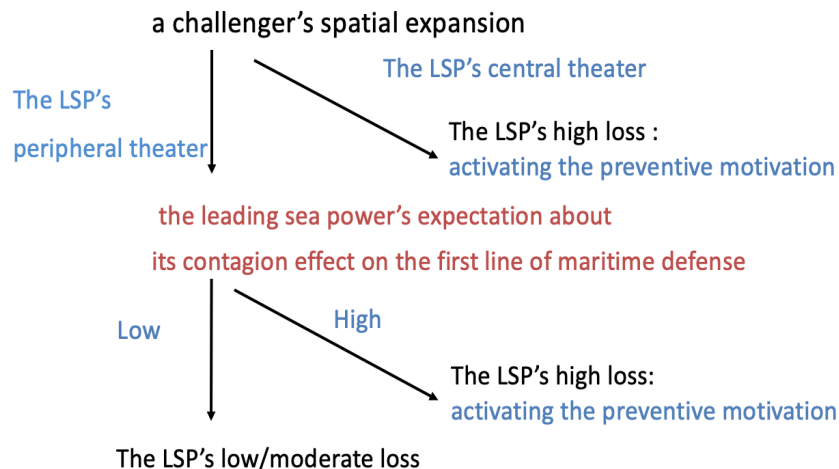 a challenger’s spatial expansion
The LSP’s central theater
The LSP’s
peripheral theater
The LSP’s high loss :
activating the preventive motivation
the leading sea power’s expectation about
its contagion effect on the first line of maritime defense
Low
High
The LSP’s high loss:
activating the preventive motivation
The LSP’s low/moderate loss